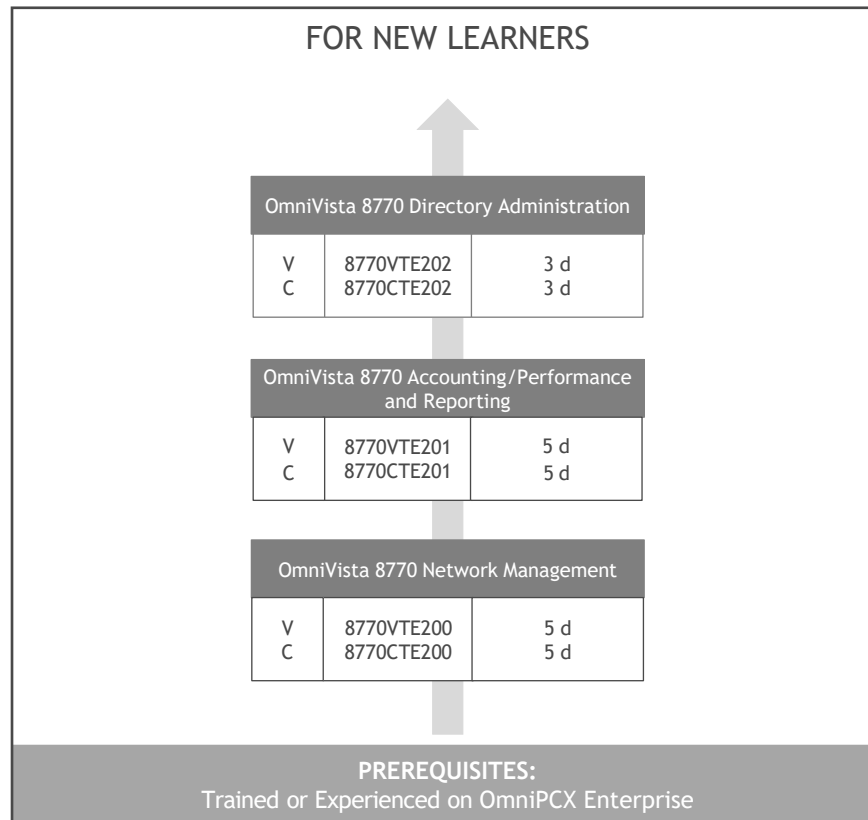 FOR NEW LEARNERS
OmniVista 8770 Directory Administration
V 8770VTE202 3 d
C 8770CTE202 3 d
OmniVista 8770 Accounting/Performance
and Reporting
V 8770VTE201 5 d
C 8770CTE201 5 d
OmniVista 8770 Network Management
V 8770VTE200 5 d
C 8770CTE200 5 d
PREREQUISITES:
Trained or Experienced on OmniPCX Enterprise